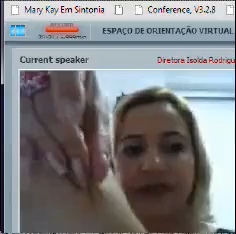 Mary Kay Em Sintonia Conference, V3.2.8
ESPAÇO DE ORIENTAÇÃO VIRTUAL
Current speaker Diretora Isolda Rodrigu